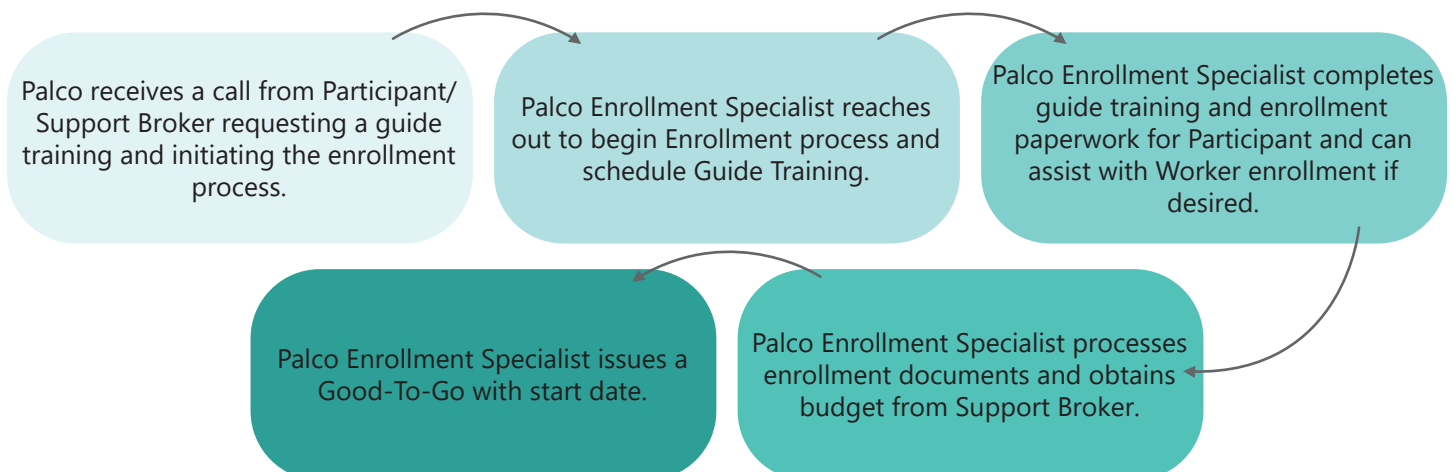 Palco receives a call from Participant/
Support Broker requesting a guide
training and initiating the enrollment
process.
Palco Enrollment Specialist reaches
out to begin Enrollment process and
schedule Guide Training.
Palco Enrollment Specialist completes
guide training and enrollment
paperwork for Participant and can
assist with Worker enrollment if
desired.
Palco Enrollment Specialist processes
enrollment documents and obtains
budget from Support Broker.
Palco Enrollment Specialist issues a
Good-To-Go with start date.